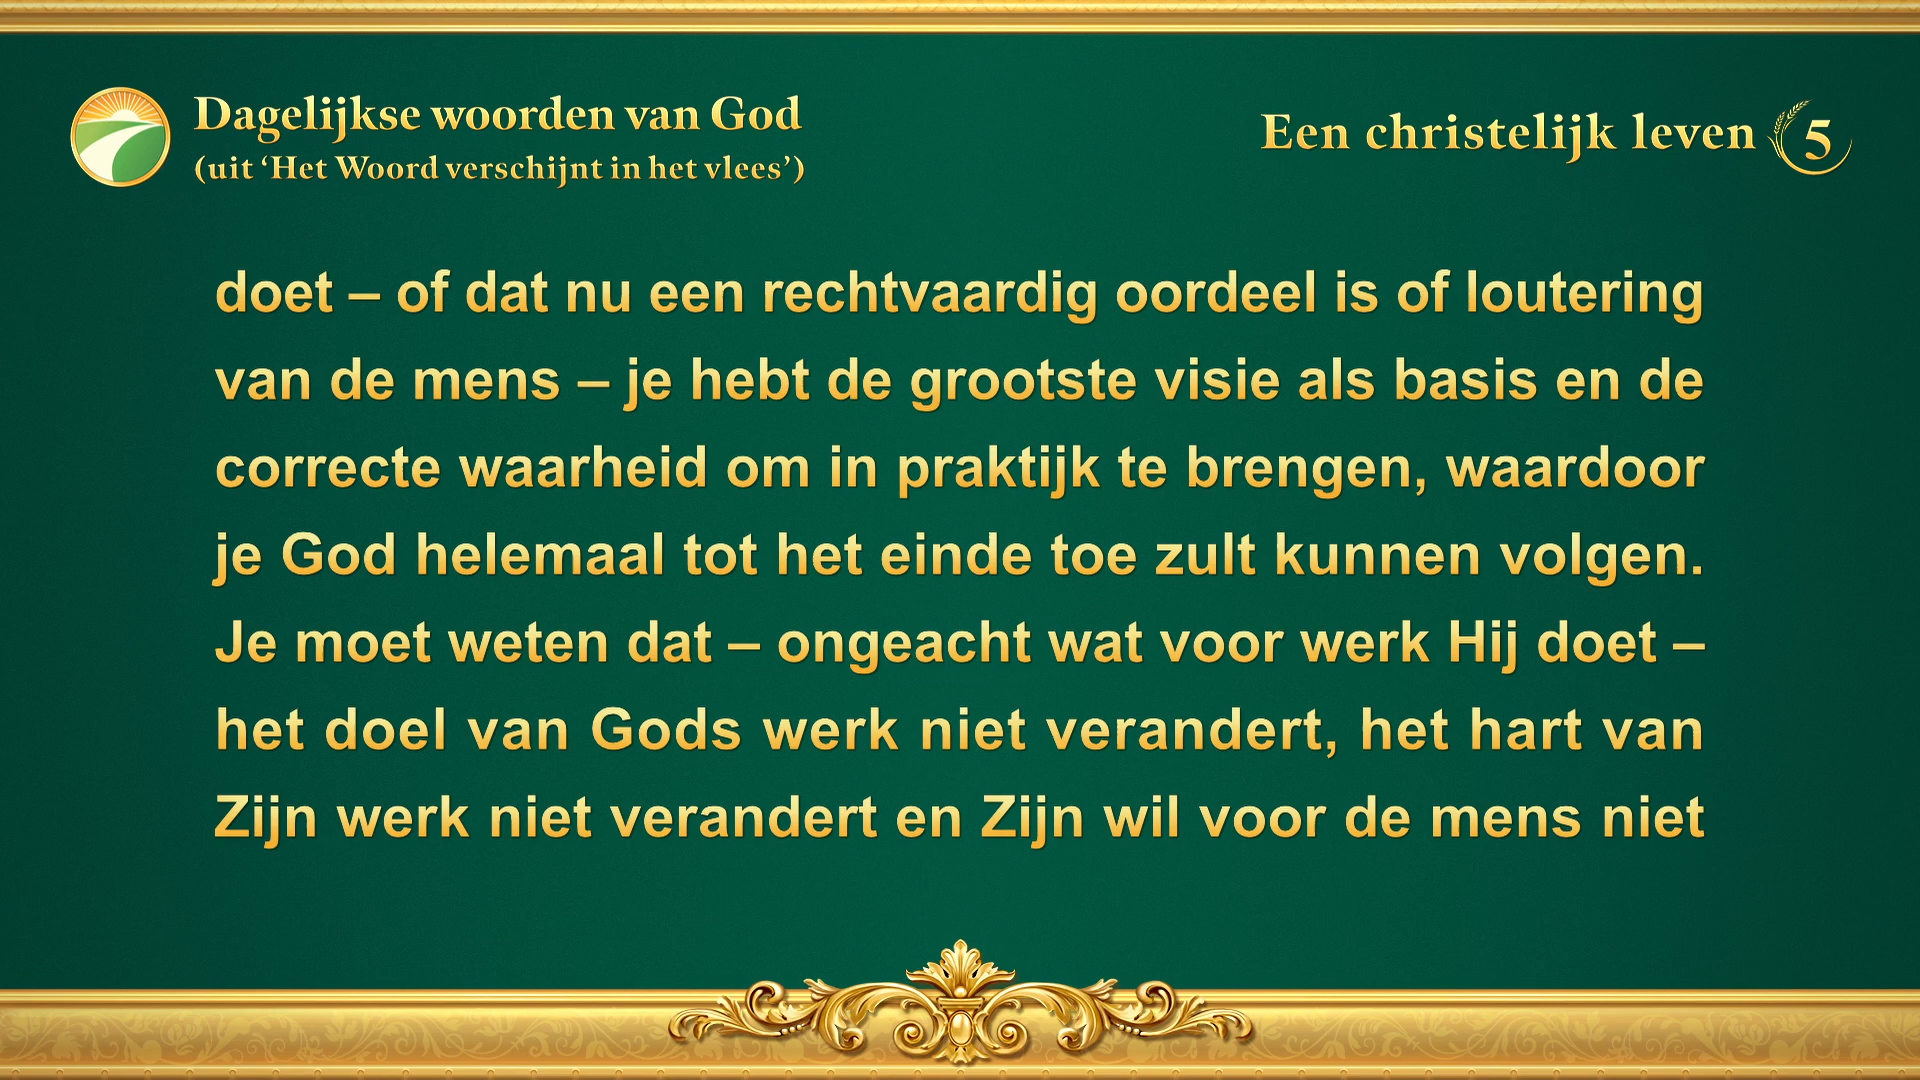 Dagelijkse woorden van God
(uit ‘Het Woord verschijnt in het vlees’)
Een christelijk leven 5
doet – of dat nu een rechtvaardig oordeel is of loutering
van de mens – je hebt de grootste visie als basis en de
correcte waarheid om in praktijk te brengen, waardoor
je God helemaal tot het einde toe zult kunnen volgen.
Je moet weten dat – ongeacht wat voor werk Hij doet –
het doel van Gods werk niet verandert, het hart van
Zijn werk niet verandert en Zijn wil voor de mens niet